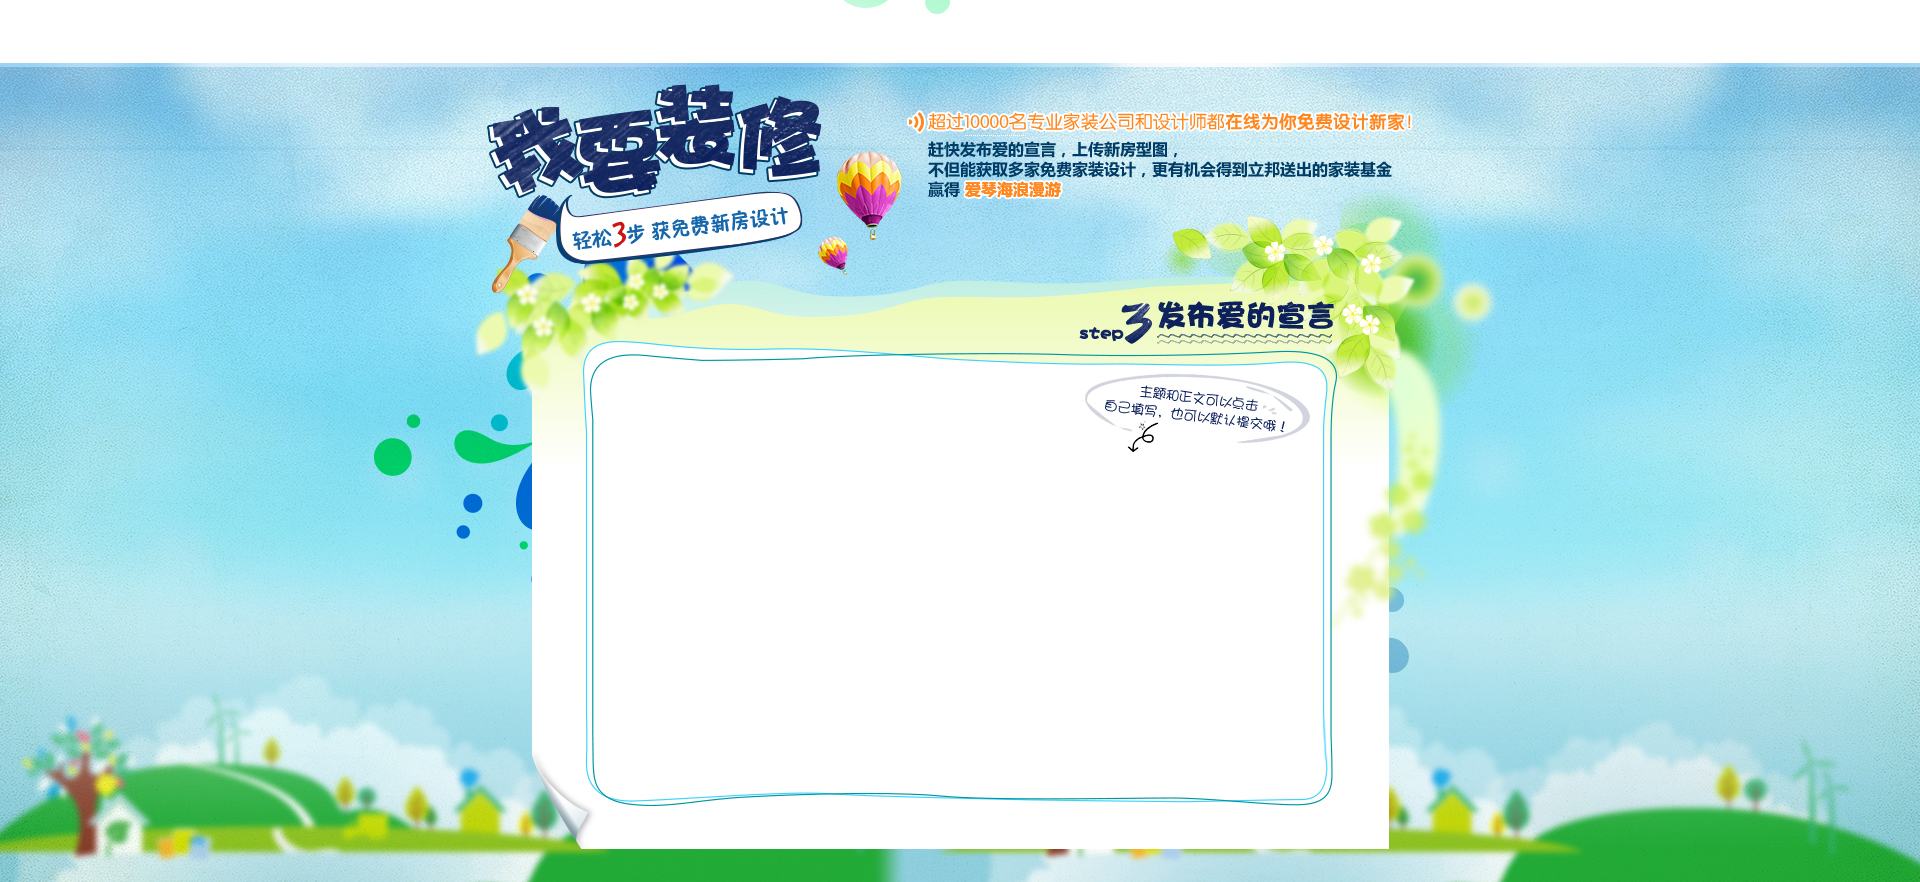 我要装修
轻松3步 获免费新房设计
超过10000名专业家装公司和设计师都在线为你免费设计新家!
赶快发布爱的宣言，上传新房型图，
不但能获取多家免费家装设计，更有机会得到立邦送出的家装基金
赢得 爱琴海浪漫游
step3 发布爱的宣言
主题和正文可以点击
自己填写，也可以默认提交哦！